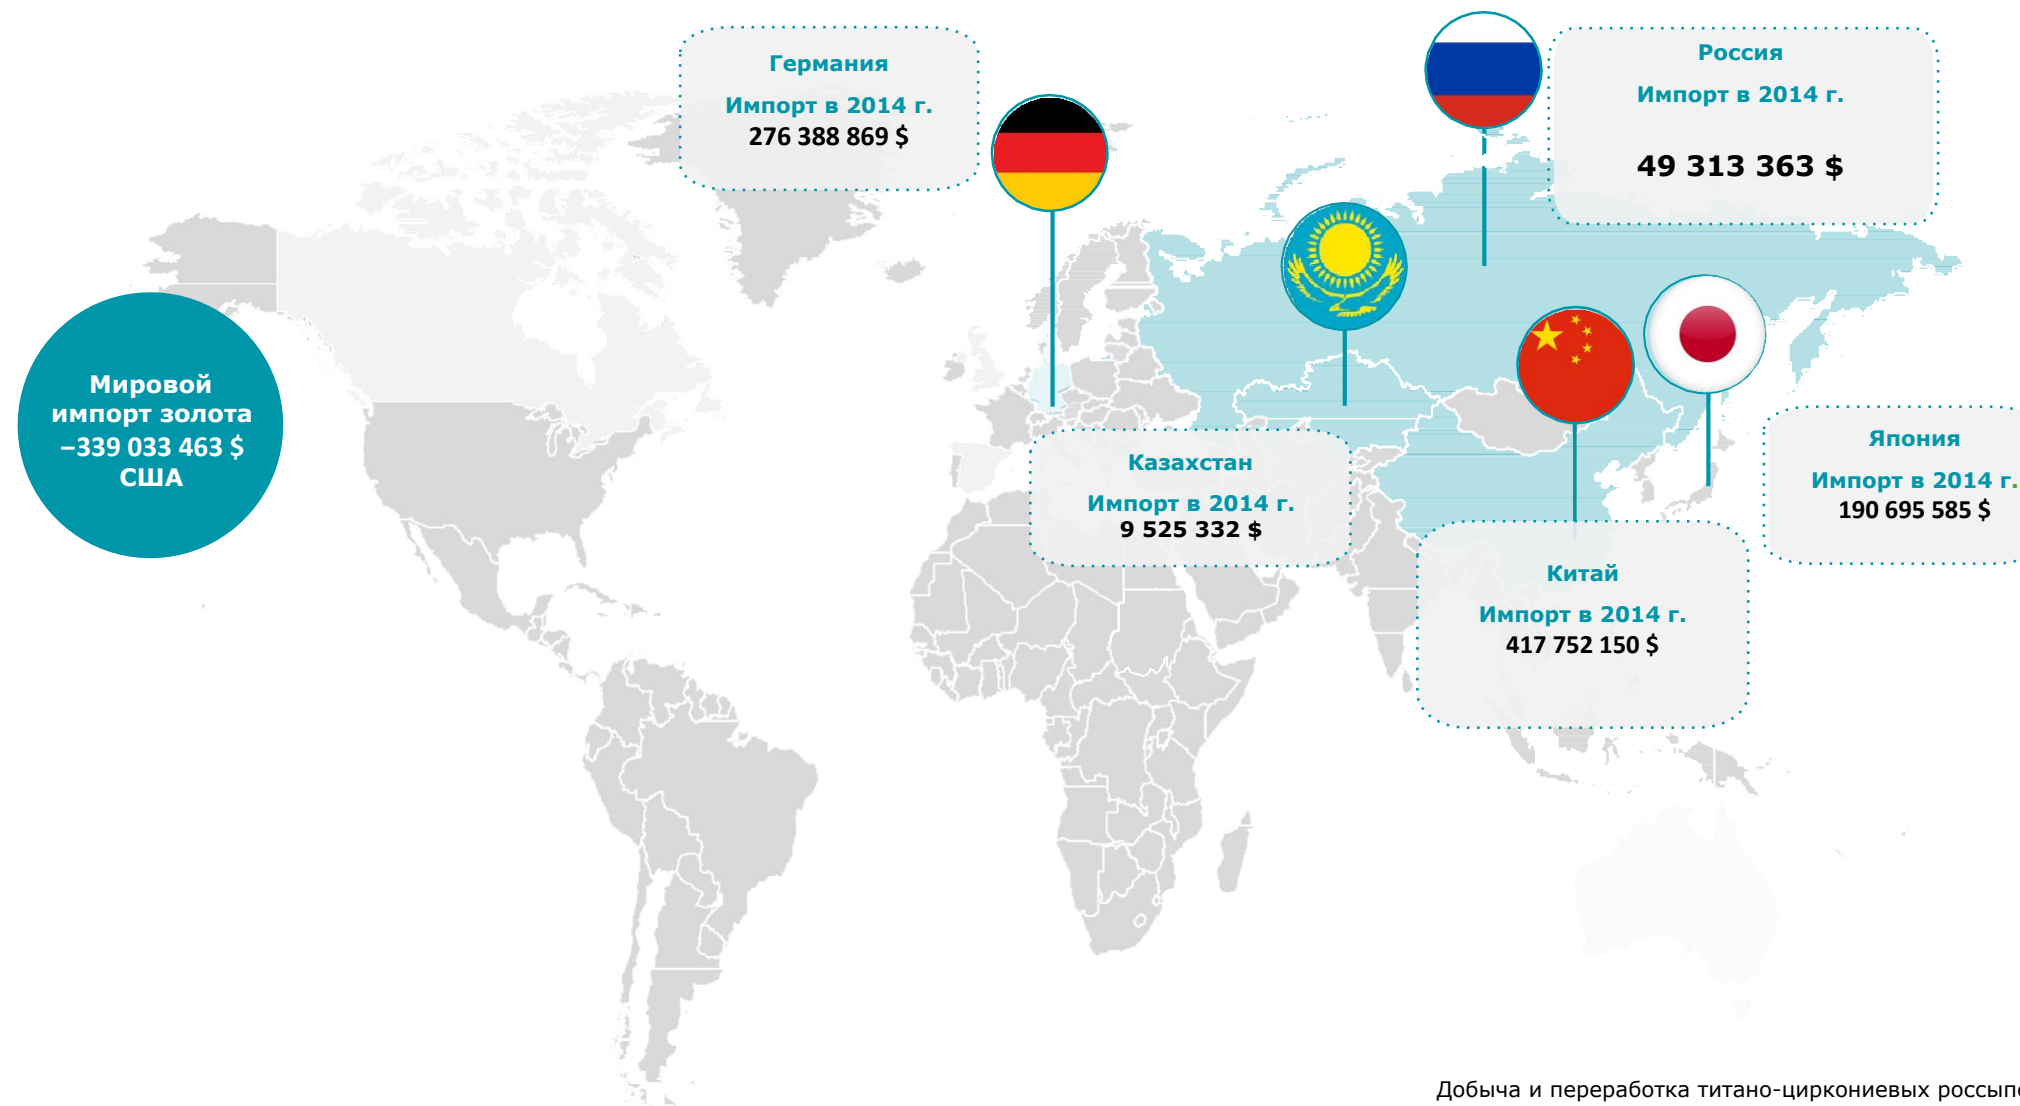 Германия
Импорт в 2014 г.
276 388 869 $
Россия
Импорт в 2014 г.
49 313 363 $
Мировой
импорт золота
–339 033 463 $
США
Казахстан
Импорт в 2014 г.
9 525 332 $
Китай
Импорт в 2014 г.
417 752 150 $
Япония
Импорт в 2014 г.
190 695 585 $
Добыча и переработка титано-циркониевых